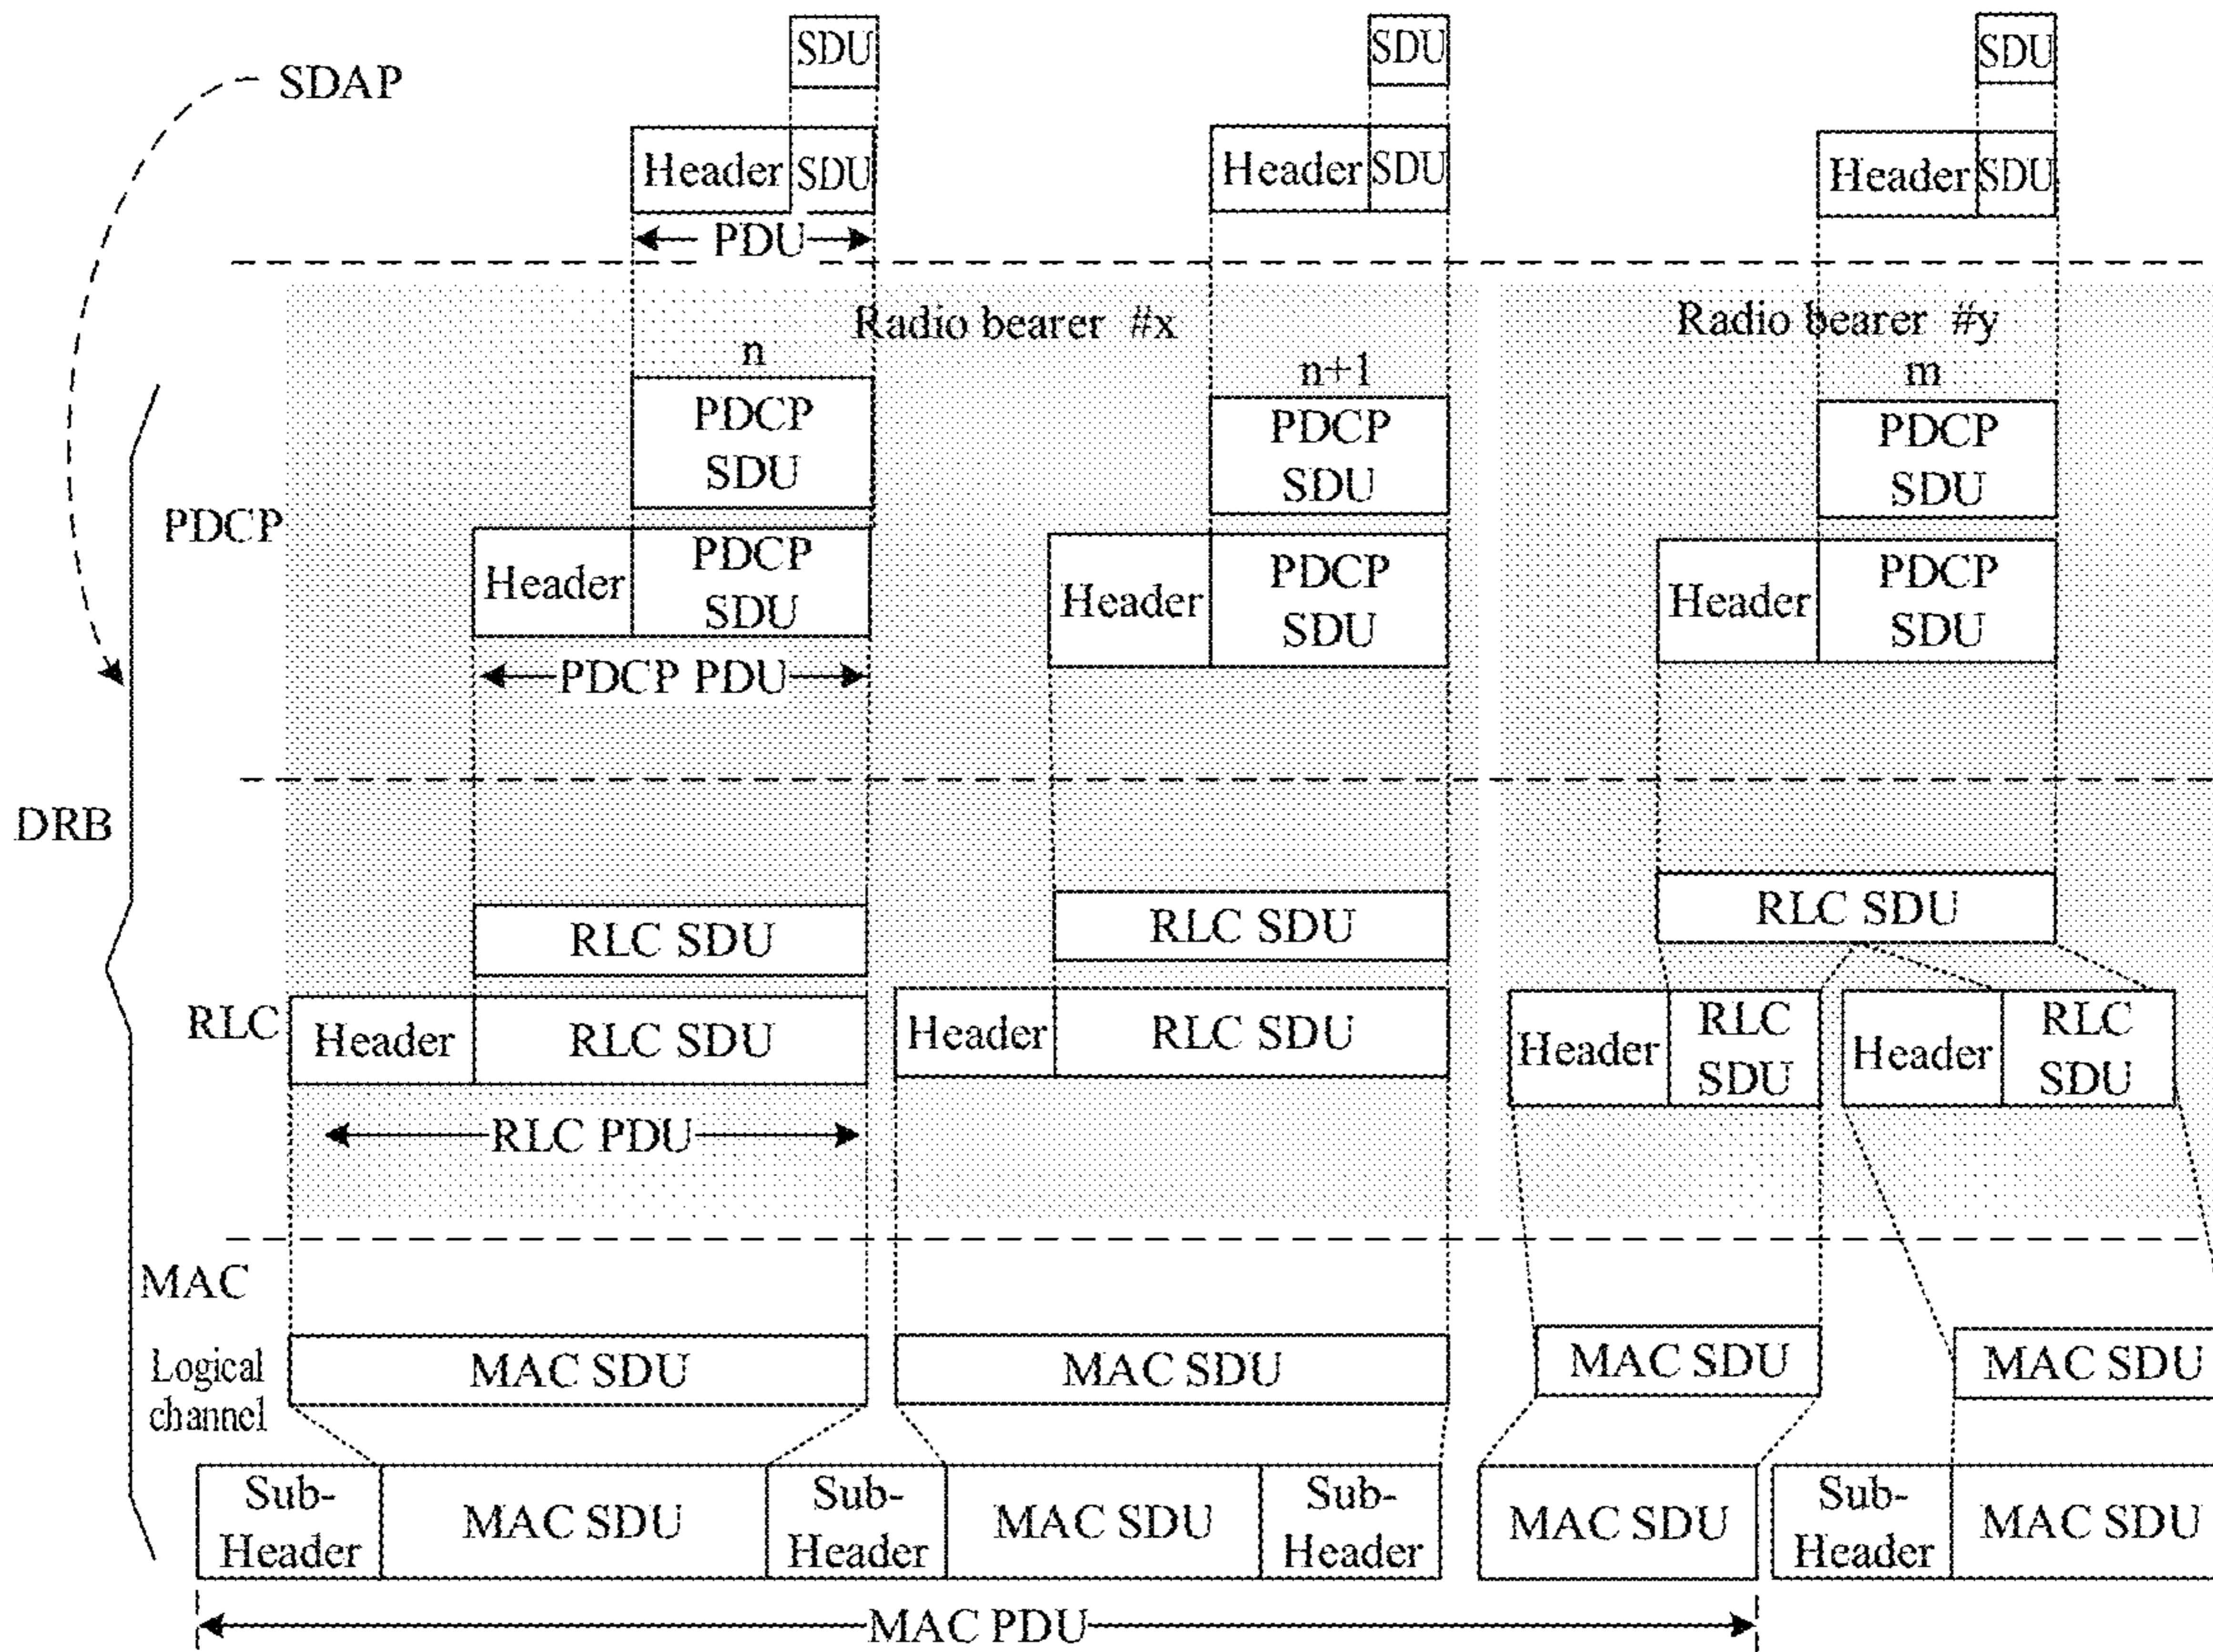 SDU SDU SDU
SDAP
Header SDU Header SDU Header SDU
PDU
Radio bearer #x Radio bearer #y
n n+1 m
PDCP
SDU
PDCP
SDU
PDCP
SDU
PDCP
Header PDCP
SDU
Header PDCP
SDU
Header PDCP
SDU
PDCP PDU
DRB
RLC SDU RLC SDU RLC SDU
RLC
Header RLC SDU Header RLC SDU Header RLC
SDU
Header RLC
SDU
RLC PDU
MAC
Logical
channel
MAC SDU MAC SDU MAC SDU MAC SDU
Sub-
Header
MAC SDU
Sub-
Header
MAC SDU
Sub-
Header
MAC SDU
Sub-
Header
MAC SDU
MAC PDU